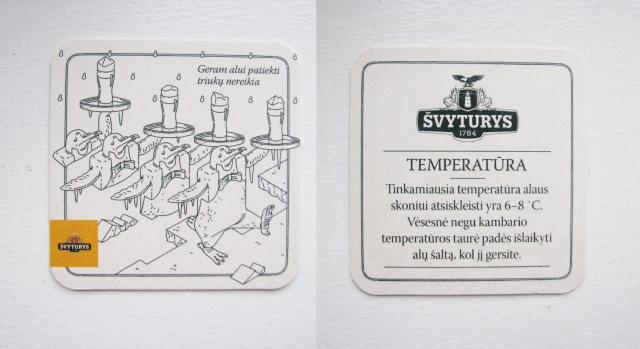 Geram alui patiekti
triukų nereikia
ŠVYTURYS
ŠVYTURYS
1784
TEMPERATŪRA
Tinkamiausia temperatūra alaus
skoniui atsiskleisti yra 6–8 ˚C.
Vėsesnė negu kambario
temperatūros taurė padės išlaikyti
alų šaltą, kol jį gersite.